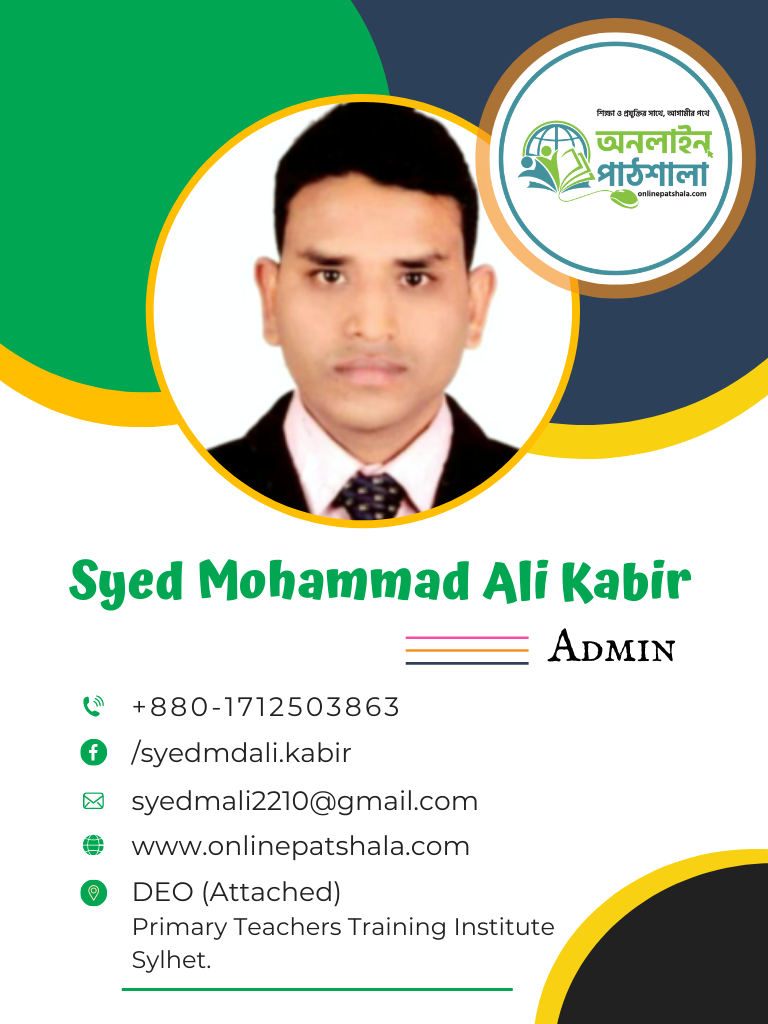 শিক্ষা ও প্রযুক্তির সাথে, আগামীর পথে
অনলাইন
পাঠশালা
onlinepatshala.com
Syed Mohammad Ali Kabir
Admin
+880-1712503863
/syedmdali.kabir
syedmali2210@gmail.com
www.onlinepatshala.com
DEO (Attached)
Primary Teachers Training Institute
Sylhet.